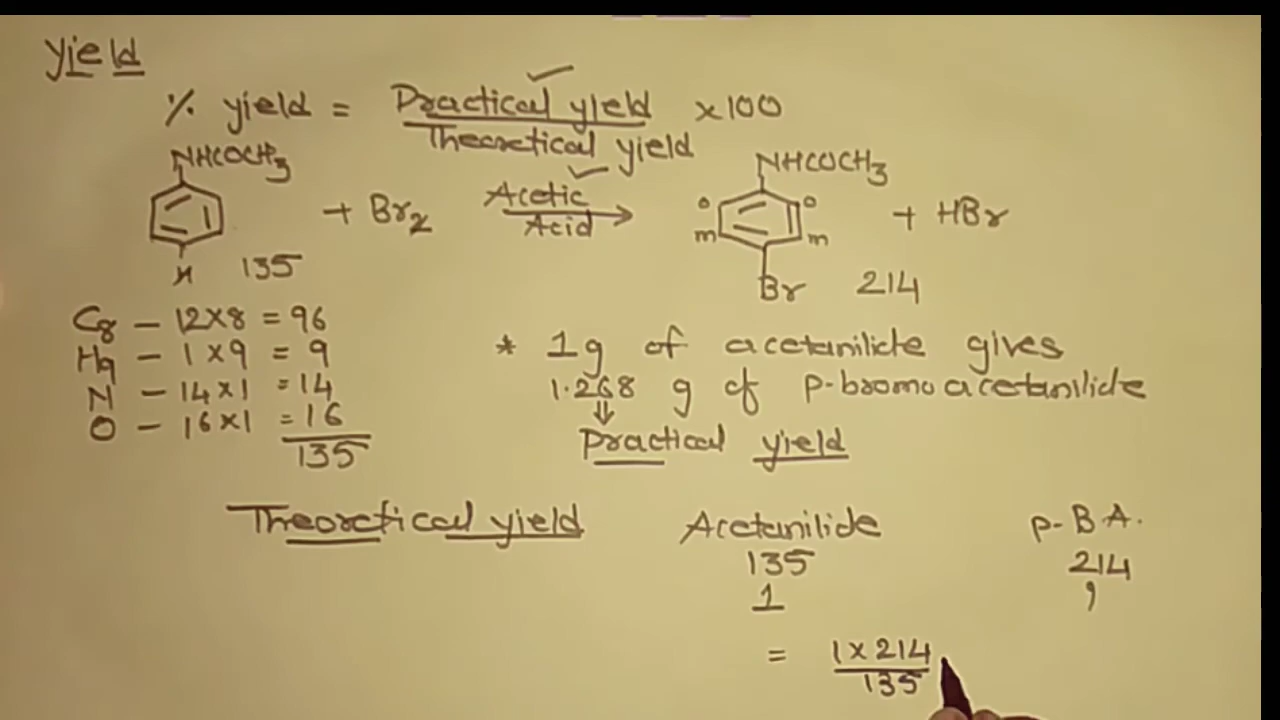 Yield
% yield = Practical yield x100
Theoretical yield
NHCOCH3
+ Br2
Acetic
Acid
H 135
NHCOCH3
o o
m m
Br 214
+ HBr
C8 - 12x8 = 96
H9 - 1x9 = 9
N - 14x1 = 14
O - 16x1 = 16
135
* 1g of acetanilide gives
1.268 g of p-bromoacetanilide
Practical yield
Theoretical yield
Acetanilide p-BA.
135 214
1 ?
= 1x214
135